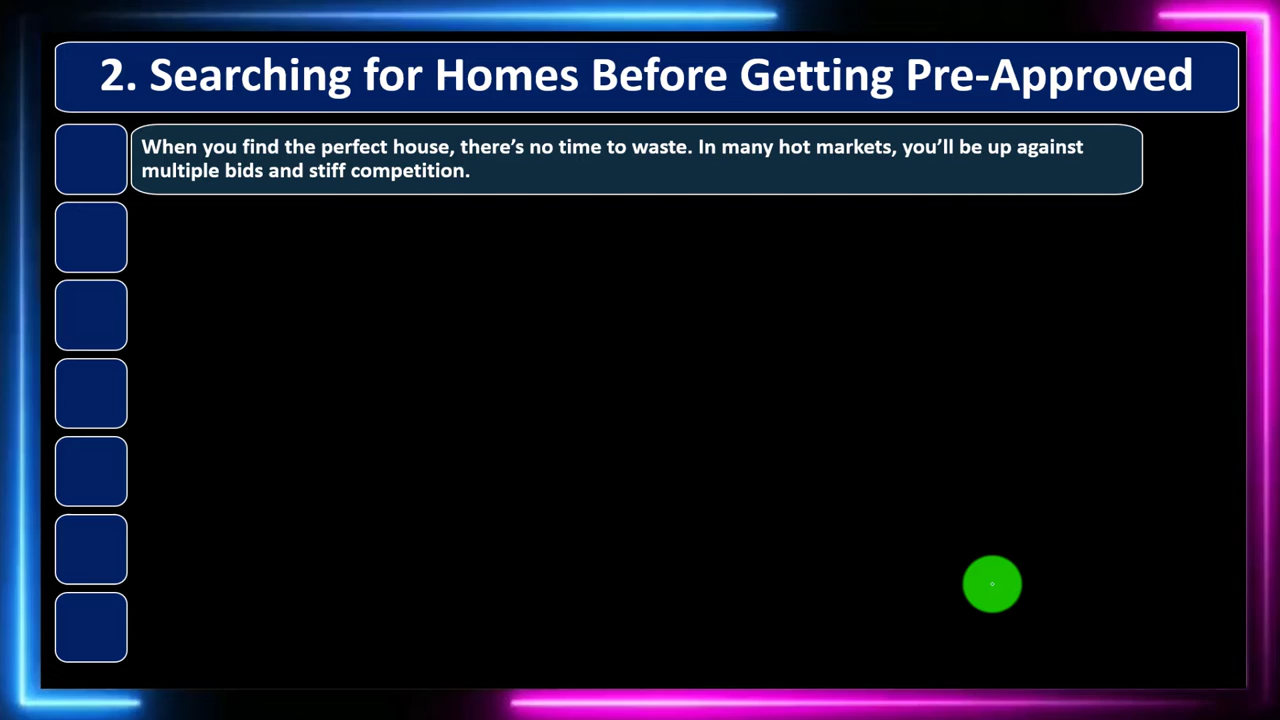 2. Searching for Homes Before Getting Pre-Approved
When you find the perfect house, there’s no time to waste. In many hot markets, you’ll be up against
multiple bids and stiff competition.